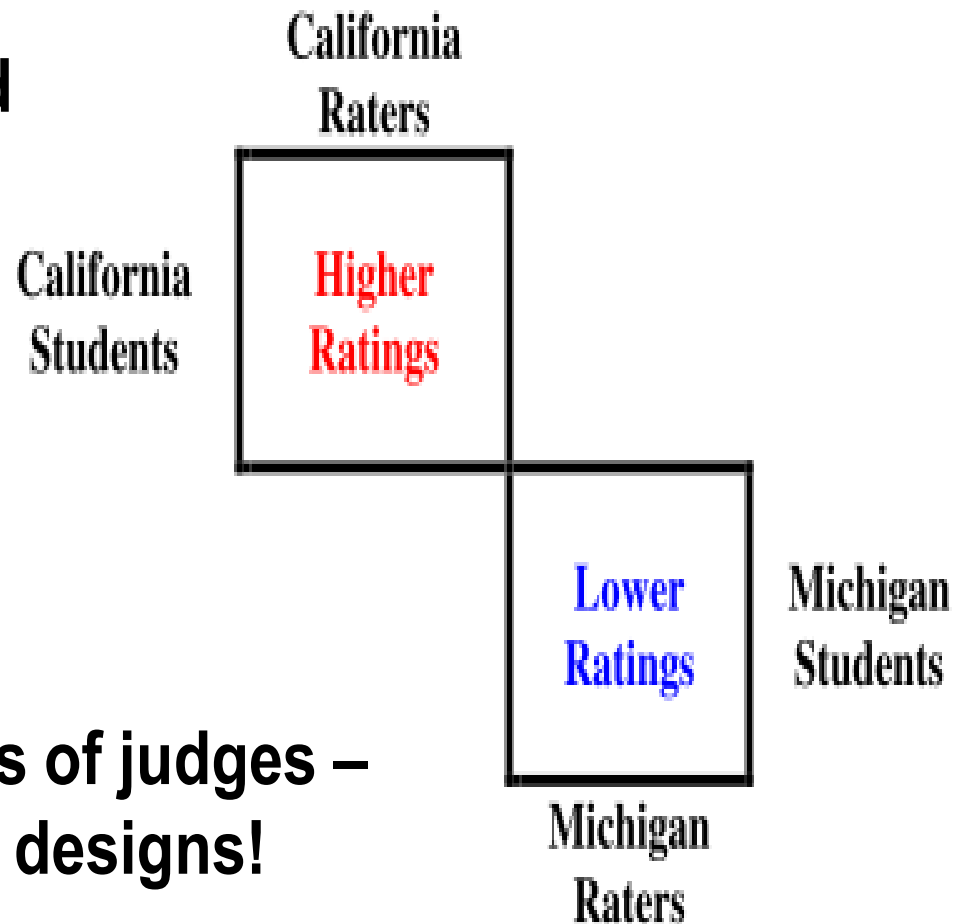 California
Raters
California
Students
Higher
Ratings
Lower
Ratings
Michigan
Students
of judges –
designs!
Michigan
Raters